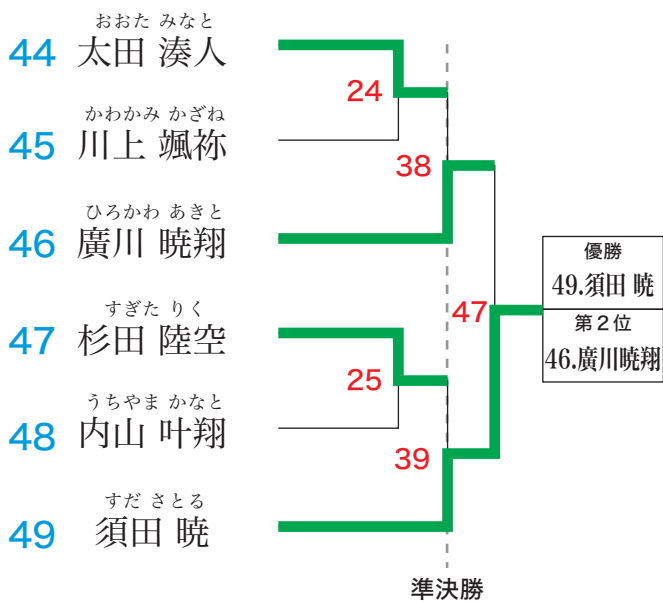 おおた みなと
44 太田 湊人
24
かわかみ かざね
45 川上 颯祢
38
ひろかわ あきと
46 廣川 暁翔
優勝
49.須田 暁
47
第２位
46.廣川暁翔
すぎた りく
47 杉田 陸空
25
うちやま かなと
48 内山 叶翔
39
すだ さとる
49 須田 暁
準決勝